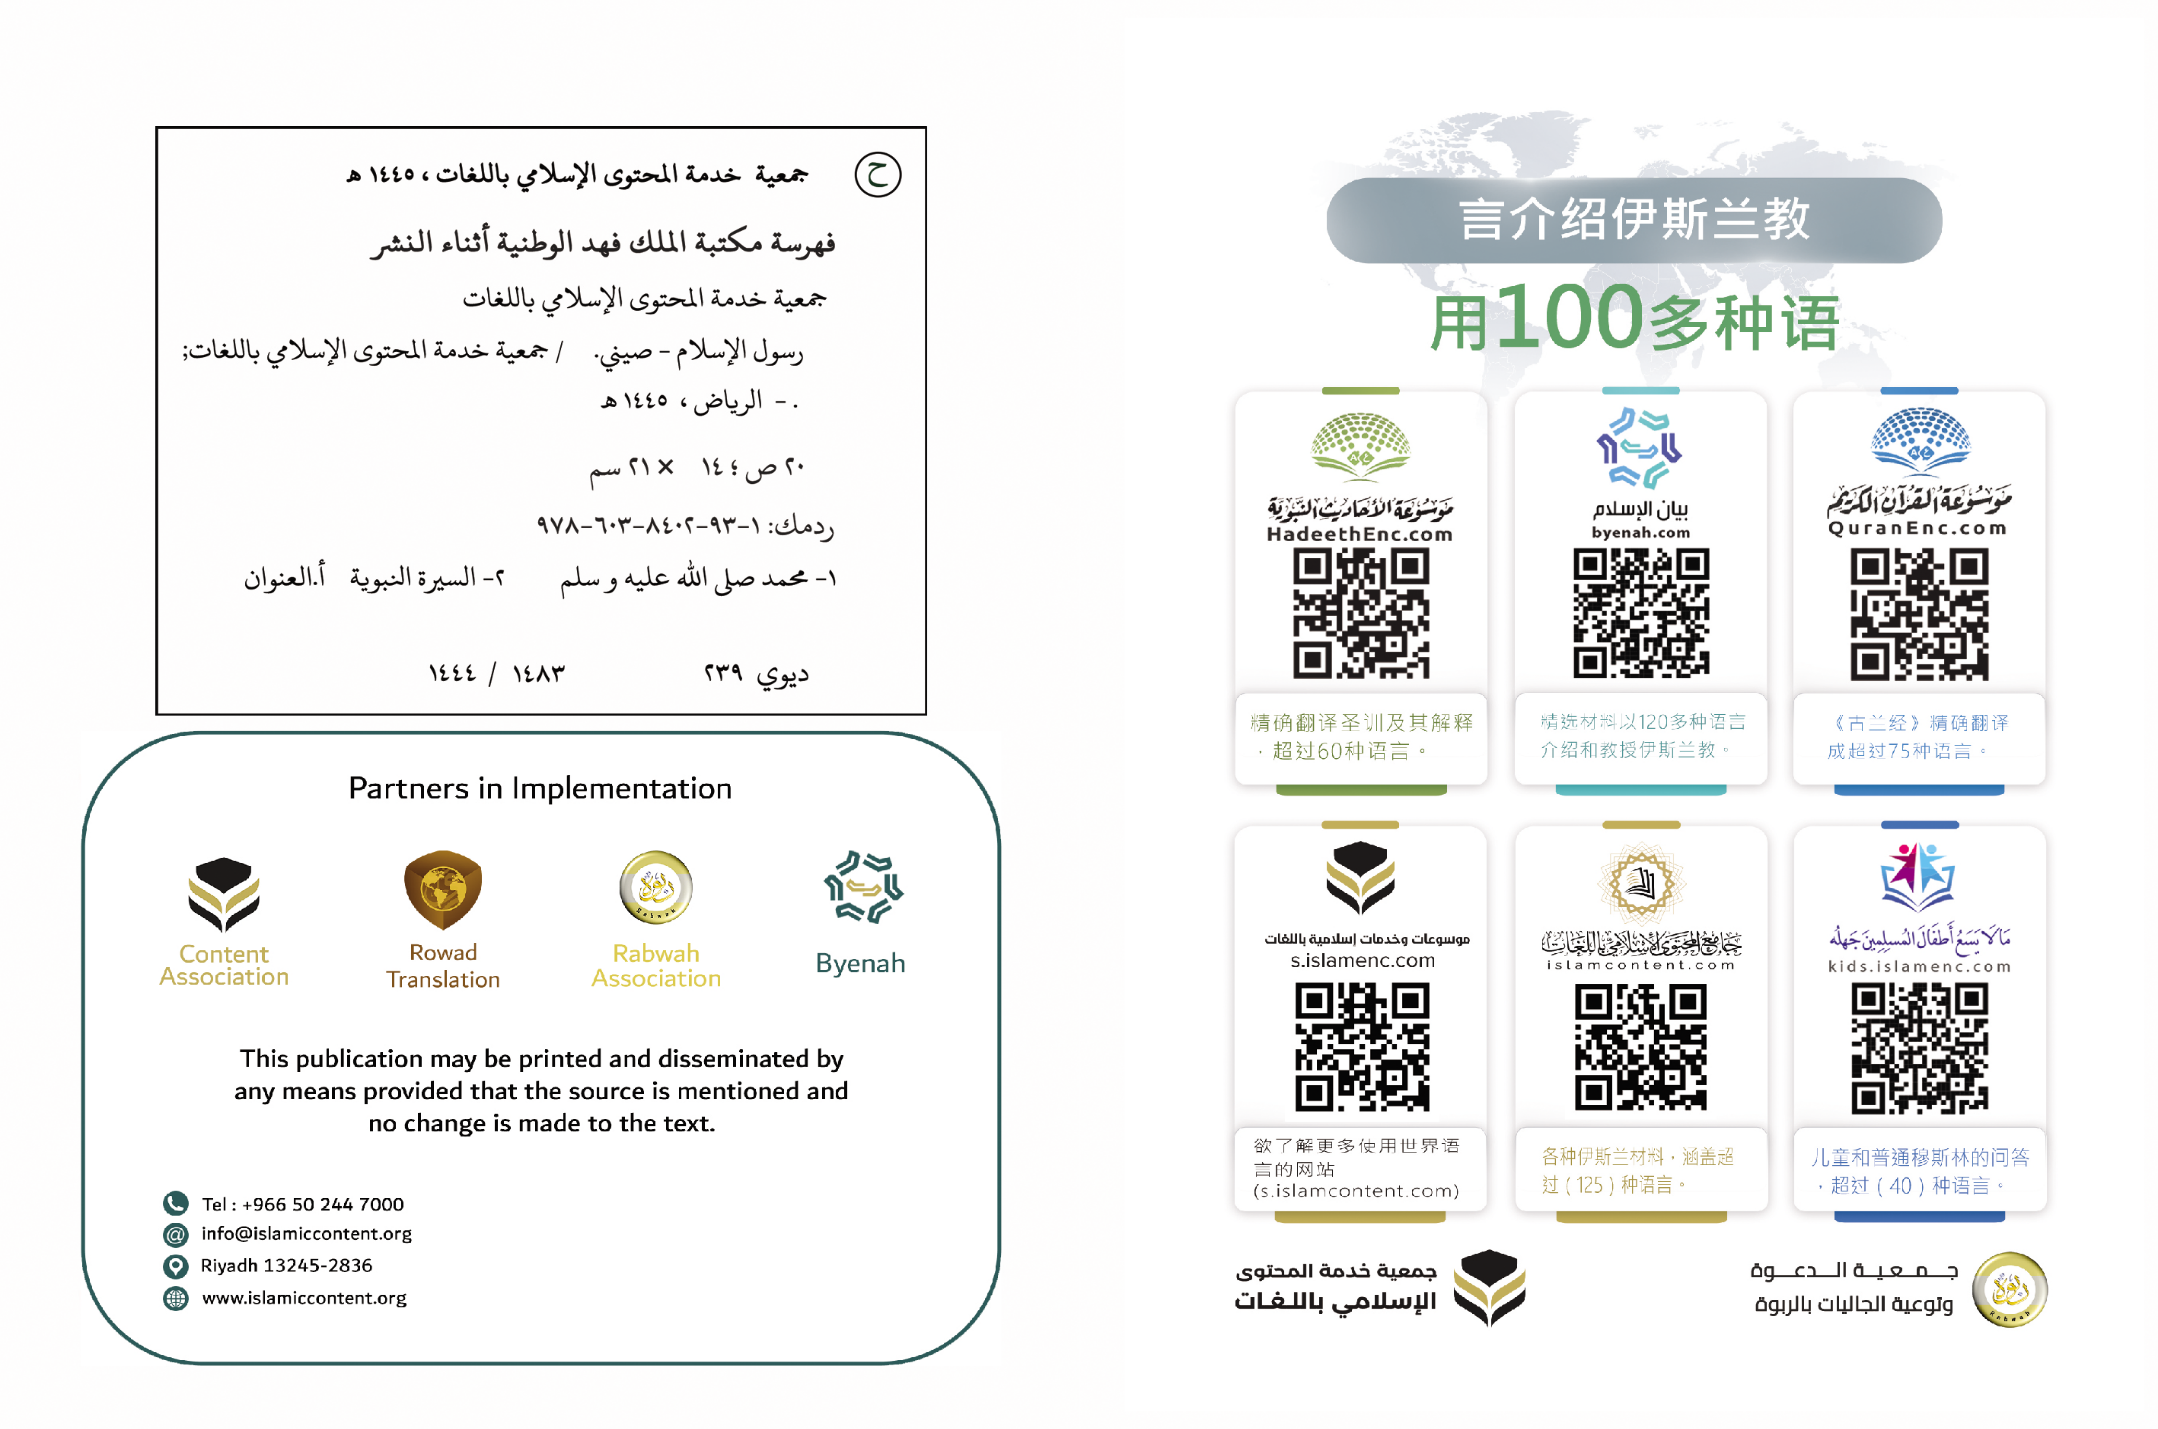 ح
جمعية خدمة المحتوى الإسلامي باللغات ، ١٤٤٥ هـ
فهرسة مكتبة الملك فهد الوطنية أثناء النشر
جمعية خدمة المحتوى الإسلامي باللغات
رسول الإسلام – صيني. / جمعية خدمة المحتوى الإسلامي باللغات;
. – الرياض ، ١٤٤٥ هـ
٢٠ ص ؛ ١٤ × ٢١ سم
ردمك: ١-٩٣-٨٤٠٢-٦٠٣-٩٧٨
١- محمد صلى الله عليه و سلم ٢- السيرة النبوية أ.العنوان
ديوي ٢٣٩ ١٤٨٣ / ١٤٤٤
Partners in Implementation
Content
Association
Rowad
Translation
Rabwah
Association
Byenah
This publication may be printed and disseminated by
any means provided that the source is mentioned and
no change is made to the text.
Tel : +966 50 244 7000
info@islamiccontent.org
Riyadh 13245-2836
www.islamiccontent.org
言介绍伊斯兰教
用100多种语
موسوعة الأحاديث النبوية
HadeethEnc.com
精确翻译圣训及其解释
，超过60种语言。
بيان الإسلام
byenah.com
精选材料以120多种语言
介绍和教授伊斯兰教。
موسوعة القرآن الكريم
QuranEnc.com
《古兰经》精确翻译
成超过75种语言。
موسوعات وخدمات إسلامية باللغات
s.islamenc.com
欲了解更多使用世界语
言的网站
(s.islamcontent.com)
جامع المحتوى الإسلامي باللغات
islamcontent.com
各种伊斯兰材料，涵盖超
过（125）种语言。
مَا لَا يَسَعُ أَطْفَالَ المُسلِمِينَ جَهلُه
kids.islamenc.com
儿童和普通穆斯林的问答
，超过（40）种语言。
جمعية خدمة المحتوى
الإسلامي باللغات
جمعية الدعوة
وتوعية الجاليات بالربوة